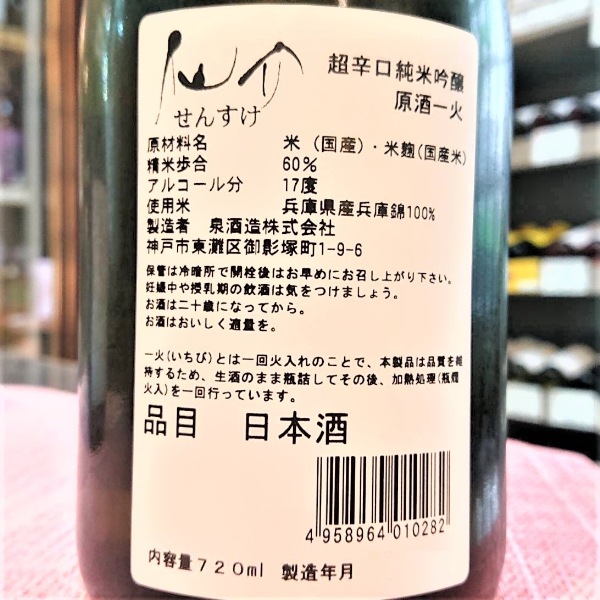 仙介
せんすけ
超辛口純米吟醸
原酒一火
原材料名 米（国産）・米麹（国産米）
精米歩合 60％
アルコール分 17度
使用米 兵庫県産兵庫錦100％
製造者 泉酒造株式会社
神戸市東灘区御影塚町1-9-6
保管は冷暗所で開栓後はお早めにお召し上がり下さい。
妊娠中や授乳期の飲酒は気をつけましょう。
お酒は二十歳になってから。
お酒はおいしく適量を。
一火（いちび）とは一回火入れのことで、本製品は品質を維
持するため、生酒のまま瓶詰してその後、加熱処理（瓶燗
火入）を一回行っています。
品目 日本酒
4 958964 010282
内容量７２０ml 製造年月